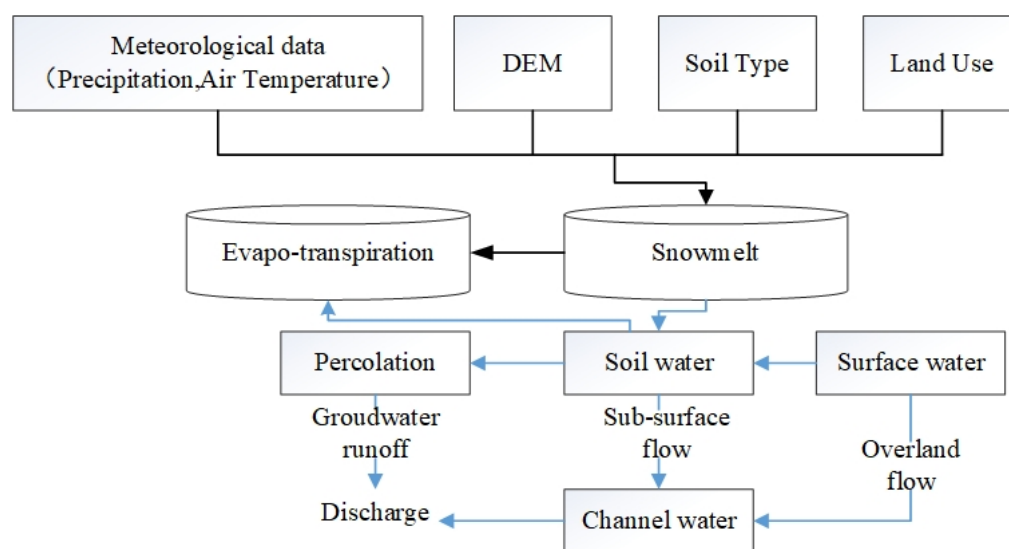 Meteorological data
（Precipitation,Air Temperature）
DEM
Soil Type
Land Use
Evapo-transpiration
Snowmelt
Percolation
Soil water
Surface water
Groudwater
runoff
Sub-surface
flow
Overland
flow
Discharge
Channel water